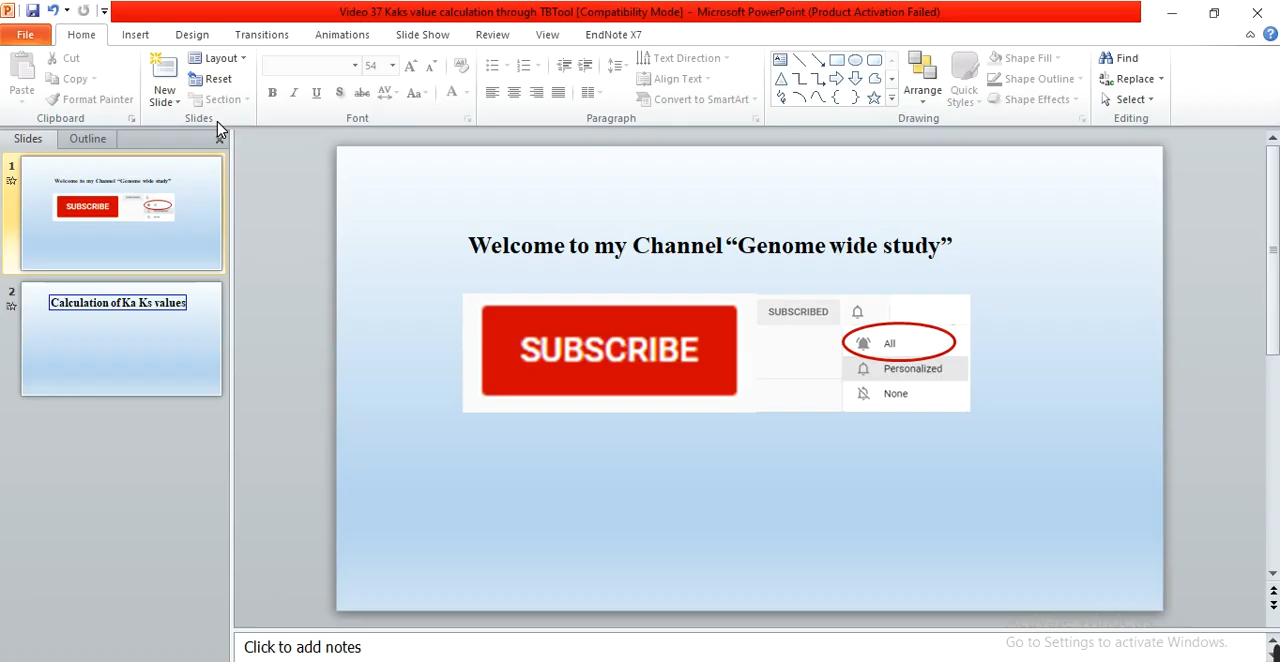 Video 37 Kaks value calculation through TBTool [Compatibility Mode] - Microsoft PowerPoint (Product Activation Failed)
File Home Insert Design Transitions Animations Slide Show Review View EndNote X7
Paste
Cut
Copy
Format Painter
Clipboard
New Slide
Layout
Reset
Section
Slides
54
Font
Text Direction
Align Text
Convert to SmartArt
Paragraph
Arrange
Quick Styles
Shape Fill
Shape Outline
Shape Effects
Drawing
Find
Replace
Select
Editing
Slides Outline
1
Welcome to my Channel “Genome wide study”
SUBSCRIBE
2
Calculation of Ka Ks values
Welcome to my Channel “Genome wide study”
SUBSCRIBE
SUBSCRIBED
All
Personalized
None
Click to add notes
Go to Settings to activate Windows.